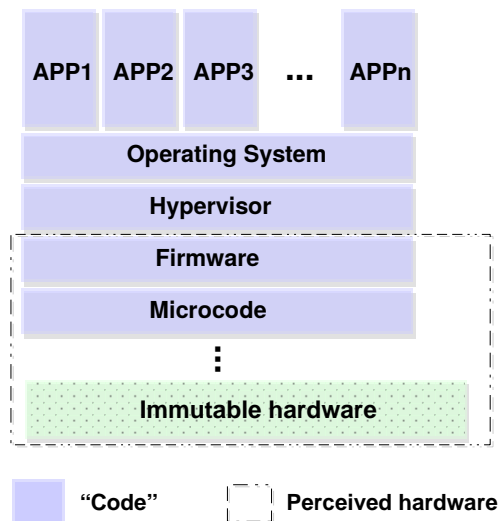 APP1 APP2 APP3 ... APPn
Operating System
Hypervisor
Firmware
Microcode
⋮
Immutable hardware
“Code” Perceived hardware